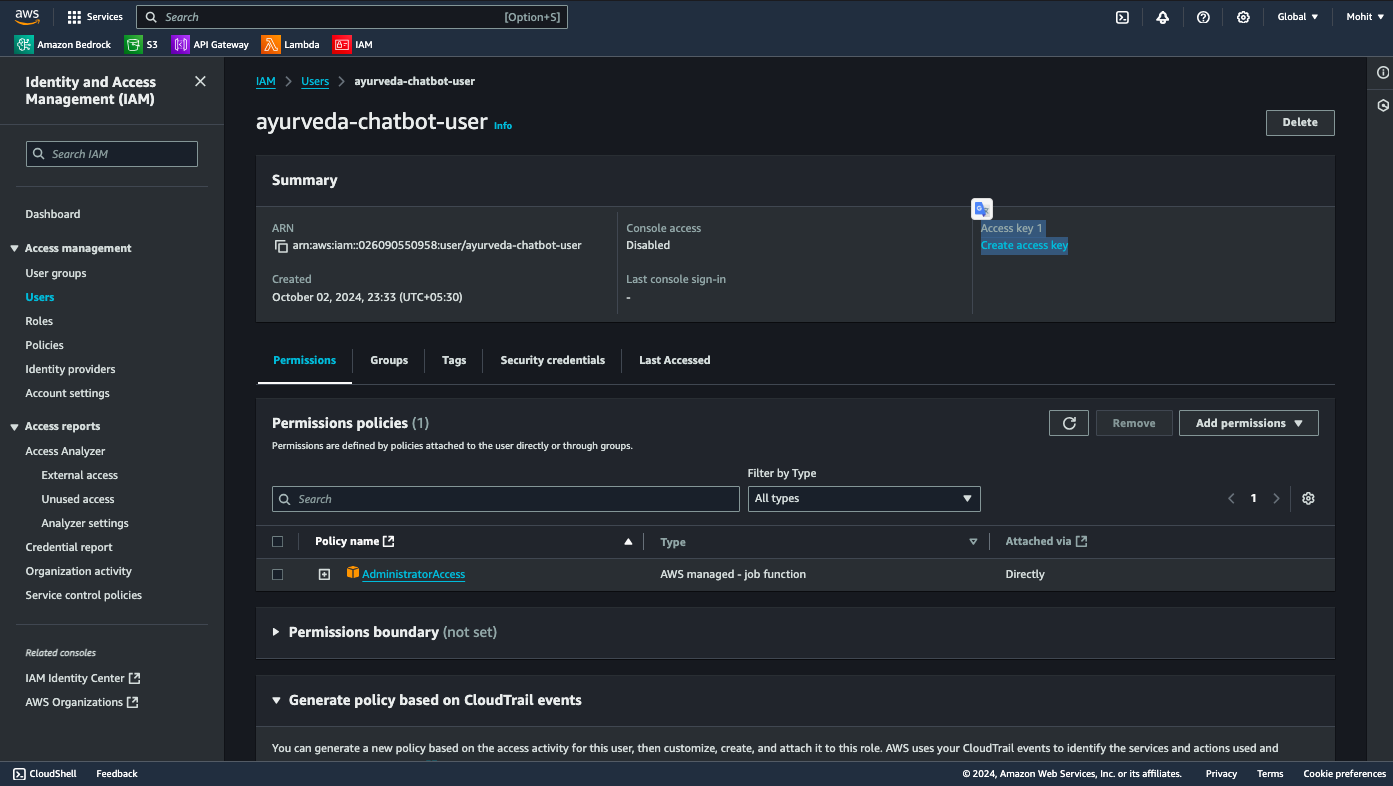 aws Services Search [Option+S] Global Mohit
Amazon Bedrock S3 API Gateway Lambda IAM
Identity and Access
Management (IAM)
Search IAM
Dashboard
Access management
User groups
Users
Roles
Policies
Identity providers
Account settings
Access reports
Access Analyzer
External access
Unused access
Analyzer settings
Credential report
Organization activity
Service control policies
Related consoles
IAM Identity Center
AWS Organizations
IAM Users ayurveda-chatbot-user
ayurveda-chatbot-user Info
Delete
Summary
ARN
arn:aws:iam::026090550958:user/ayurveda-chatbot-user
Created
October 02, 2024, 23:33 (UTC+05:30)
Console access
Disabled
Last console sign-in
-
Access key 1
Create access key
Permissions Groups Tags Security credentials Last Accessed
Permissions policies (1)
Permissions are defined by policies attached to the user directly or through groups.
Remove Add permissions
Filter by Type
Search All types 1
Policy name Type Attached via
AdministratorAccess AWS managed - job function Directly
Permissions boundary (not set)
Generate policy based on CloudTrail events
You can generate a new policy based on the access activity for this user, then customize, create, and attach it to this role. AWS uses your CloudTrail events to identify the services and actions used and
CloudShell Feedback © 2024, Amazon Web Services, Inc. or its affiliates. Privacy Terms Cookie preferences